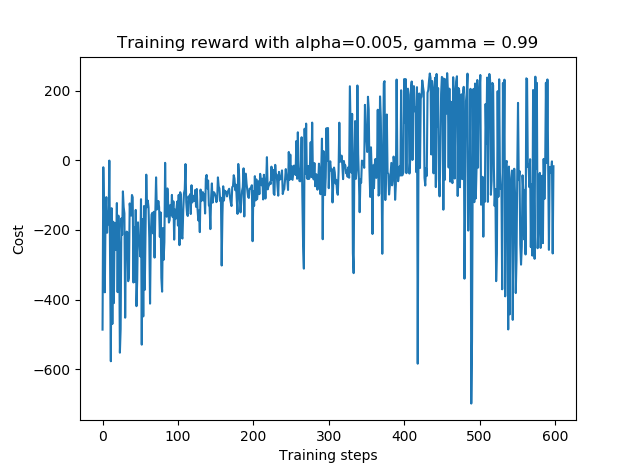 Training reward with alpha=0.005, gamma = 0.99
200
0
−200
−400
−600
Cost
0 100 200 300 400 500 600
Training steps